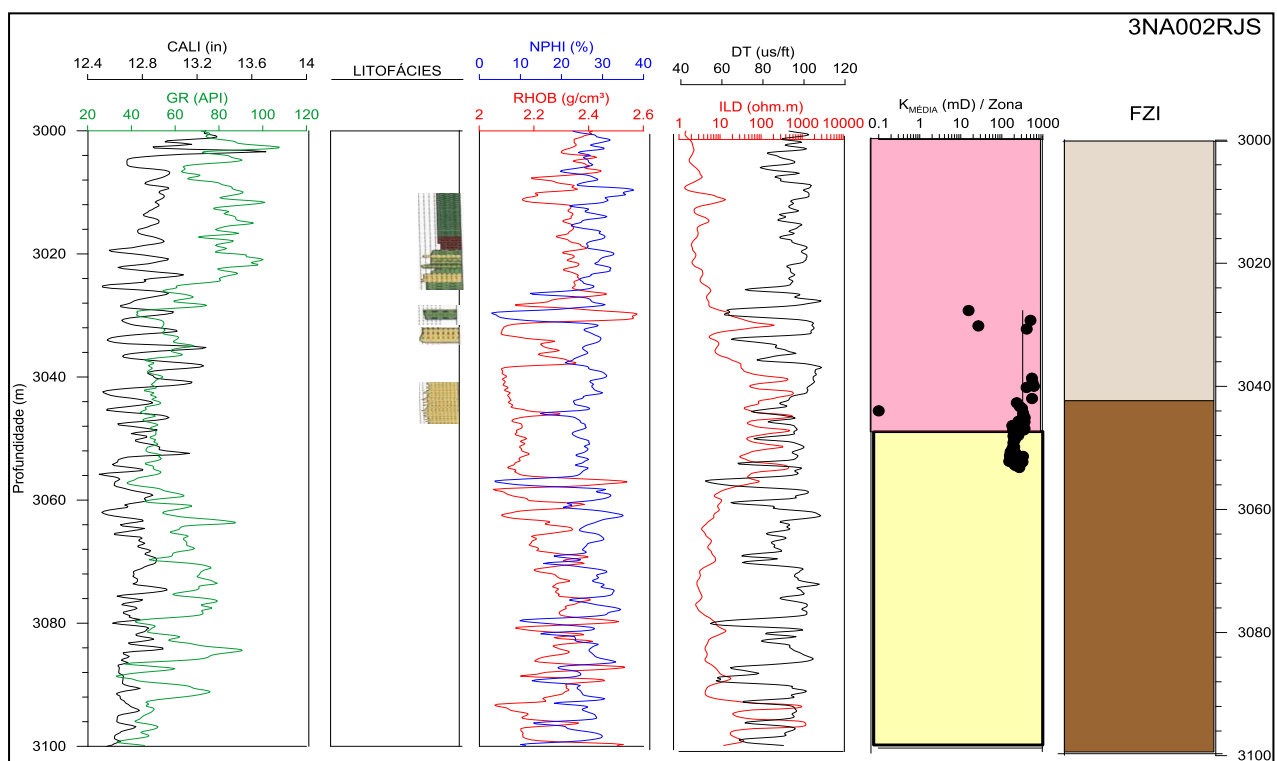 3NA002RJS
CALI (in)
12.4 12.8 13.2 13.6 14
GR (API)
20 40 60 80 100 120
LITOFÁCIES
NPHI (%)
0 10 20 30 40
RHOB (g/cm³)
2 2.2 2.4 2.6
DT (us/ft)
40 60 80 100 120
ILD (ohm.m)
1 10 100 1000 10000
KMÉDIA (mD) / Zona
0.1 1 10 100 1000
FZI
Profundidade (m)
3000
3020
3040
3060
3080
3100
3000
3020
3040
3060
3080
3100